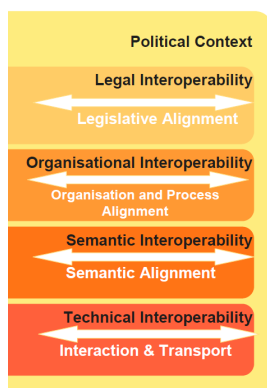 Political Context
Legal Interoperability
Legislative Alignment
Organisational Interoperability
Organisation and Process
Alignment
Semantic Interoperability
Semantic Alignment
Technical Interoperability
Interaction & Transport